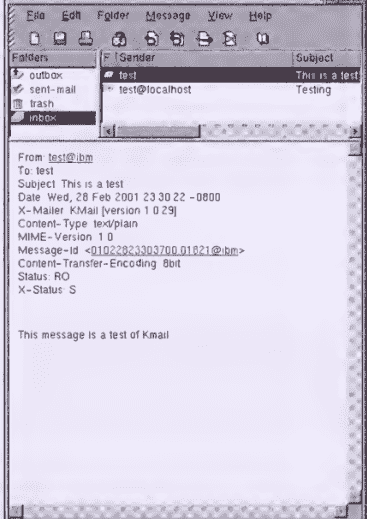 File Edit Folder Message View Help
Folders
outbox
sent-mail
trash
inbox
F Sender Subject
test This is a test
test@localhost Testing
From: test@ibm
To: test
Subject: This is a test
Date: Wed, 28 Feb 2001 23:30:22 -0800
X-Mailer: KMail [version 1.0.29]
Content-Type: text/plain
MIME-Version: 1.0
Message-Id: <01022823303700.01621@ibm>
Content-Transfer-Encoding: 8bit
Status: RO
X-Status: S
This message is a test of Kmail